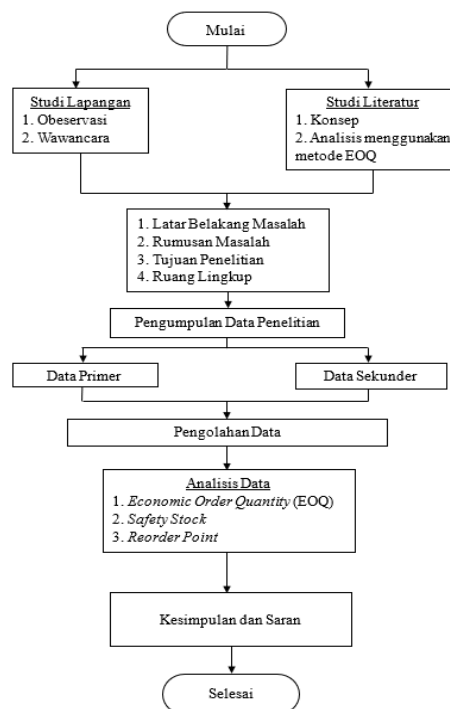 Mulai
Studi Lapangan
1. Obeservasi
2. Wawancara
Studi Literatur
1. Konsep
2. Analisis menggunakan
metode EOQ
1. Latar Belakang Masalah
2. Rumusan Masalah
3. Tujuan Penelitian
4. Ruang Lingkup
Pengumpulan Data Penelitian
Data Primer
Data Sekunder
Pengolahan Data
Analisis Data
1. Economic Order Quantity (EOQ)
2. Safety Stock
3. Reorder Point
Kesimpulan dan Saran
Selesai